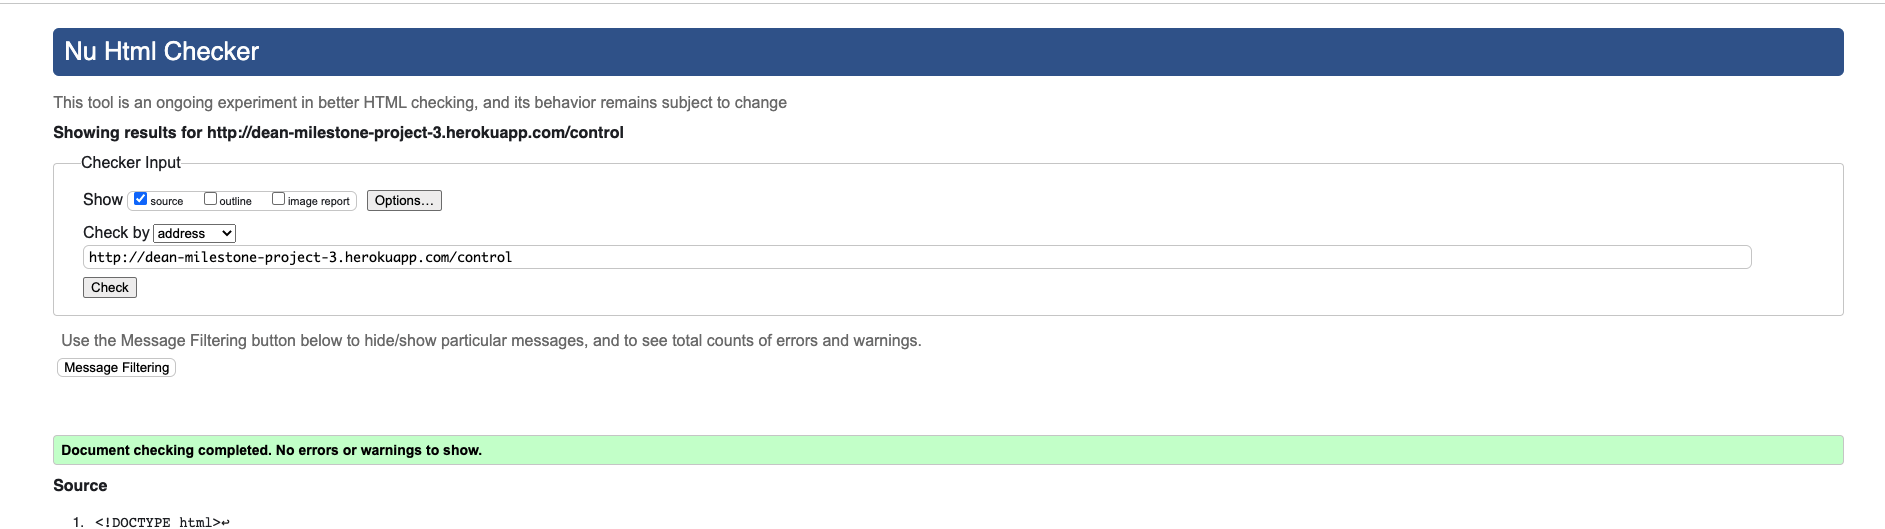 Nu Html Checker
This tool is an ongoing experiment in better HTML checking, and its behavior remains subject to change
Showing results for http://dean-milestone-project-3.herokuapp.com/control
Checker Input
Show source outline image report Options...
Check by address
http://dean-milestone-project-3.herokuapp.com/control
Check
Use the Message Filtering button below to hide/show particular messages, and to see total counts of errors and warnings.
Message Filtering
Document checking completed. No errors or warnings to show.
Source
1. <!DOCTYPE html>↩